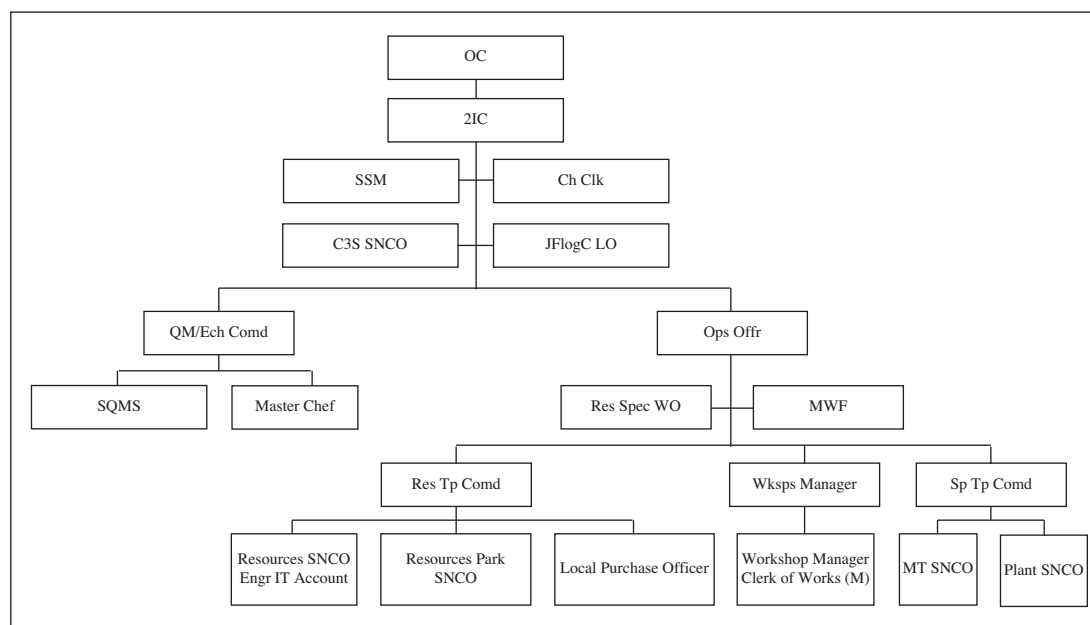 OC
2IC
SSM
Ch Clk
C3S SNCO
JFlogC LO
QM/Ech Comd
Ops Offr
SQMS
Master Chef
Res Spec WO
MWF
Res Tp Comd
Wksps Manager
Sp Tp Comd
Resources SNCO
Engr IT Account
Resources Park
SNCO
Local Purchase Officer
Workshop Manager
Clerk of Works (M)
MT SNCO
Plant SNCO